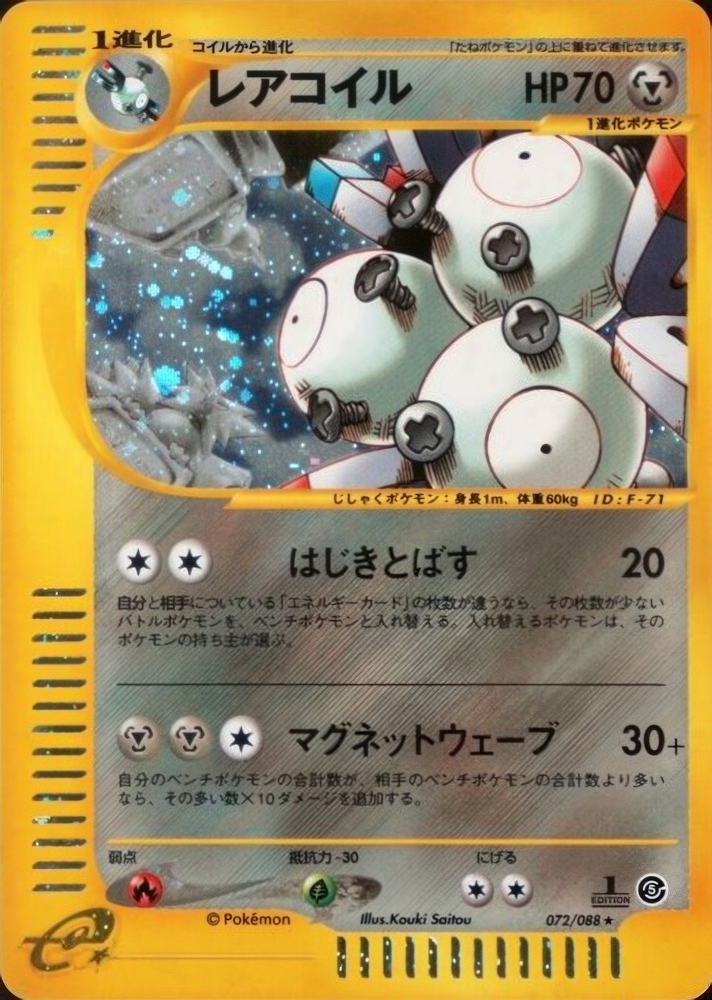 1進化
コイルから進化
「たねポケモン」の上に重ねて進化させます。
レアコイル HP70
1進化ポケモン
じしゃくポケモン：身長1m、体重60kg ID:F-71
はじきとばす 20
自分と相手についている「エネルギーカード」の枚数が違うなら、その枚数が少ない
バトルポケモンを、ベンチポケモンと入れ替える。入れ替えるポケモンは、その
ポケモンの持ち主が選ぶ。
マグネットウェーブ 30+
自分のベンチポケモンの合計数が、相手のベンチポケモンの合計数より多い
なら、その多い数×10ダメージを追加する。
弱点 抵抗力-30 にげる
1 EDITION
© Pokémon Illus.Kouki Saitou 072/088★
e